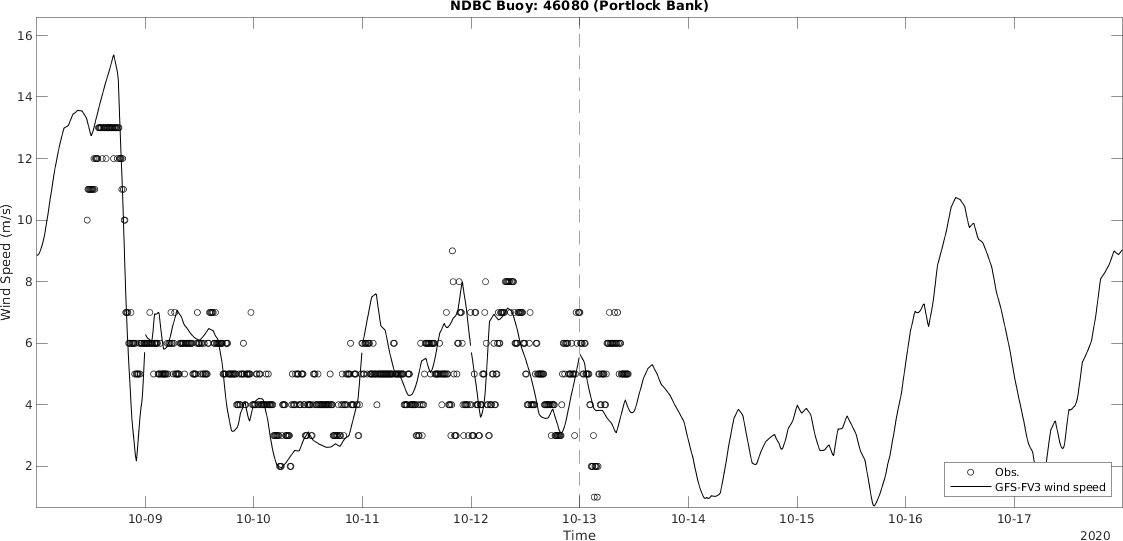 NDBC Buoy: 46080 (Portlock Bank)
Wind Speed (m/s)
16
14
12
10
8
6
4
2
Obs.
GFS-FV3 wind speed
10-09 10-10 10-11 10-12 10-13 10-14 10-15 10-16 10-17
Time
2020